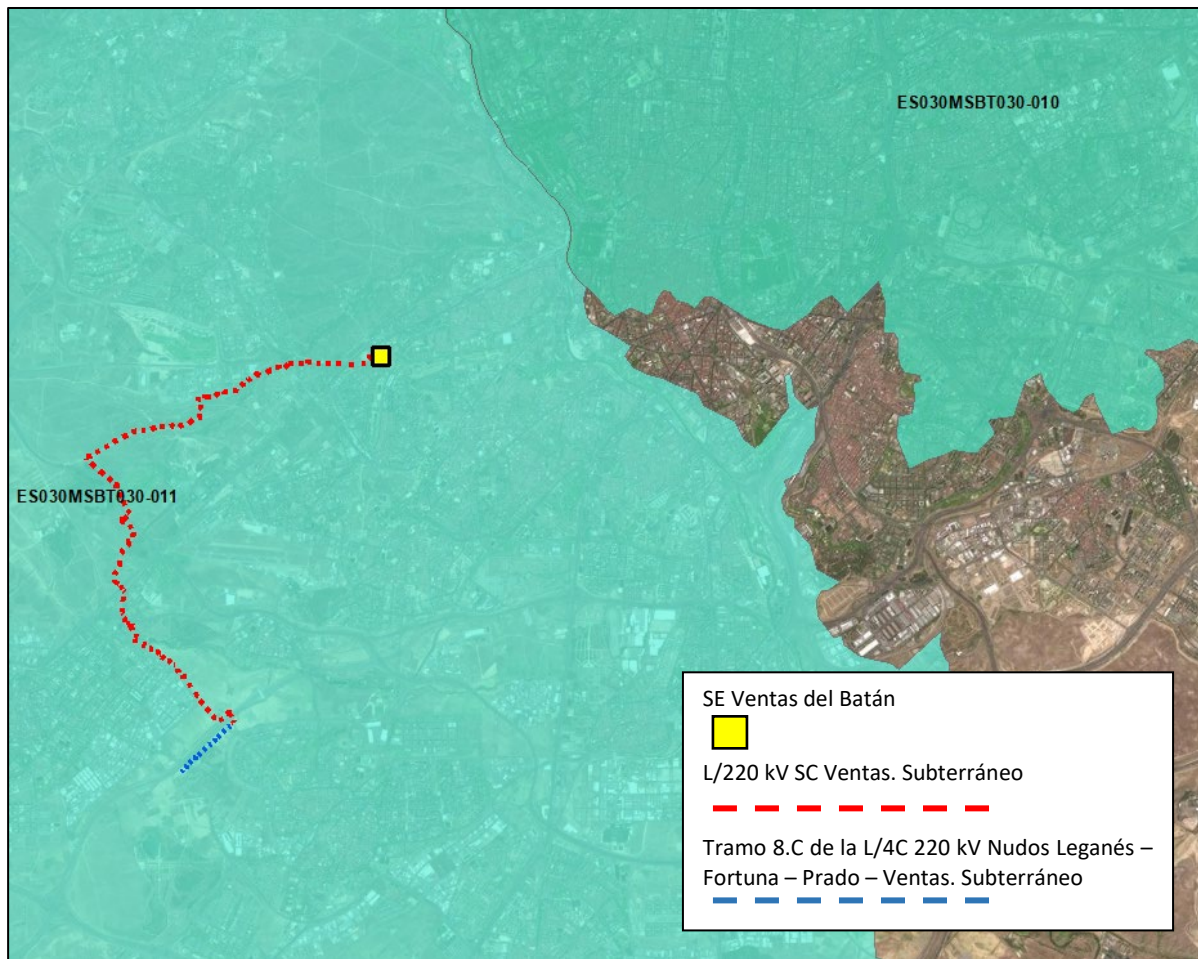 ES030MSBT030-010
ES030MSBT030-011
SE Ventas del Batán
L/220 kV SC Ventas. Subterráneo
Tramo 8.C de la L/4C 220 kV Nudos Leganés –
Fortuna – Prado – Ventas. Subterráneo